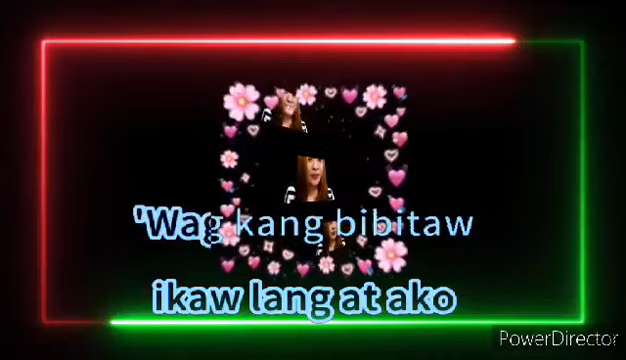 'Wag kang bibitaw
ikaw lang at ako
PowerDirector